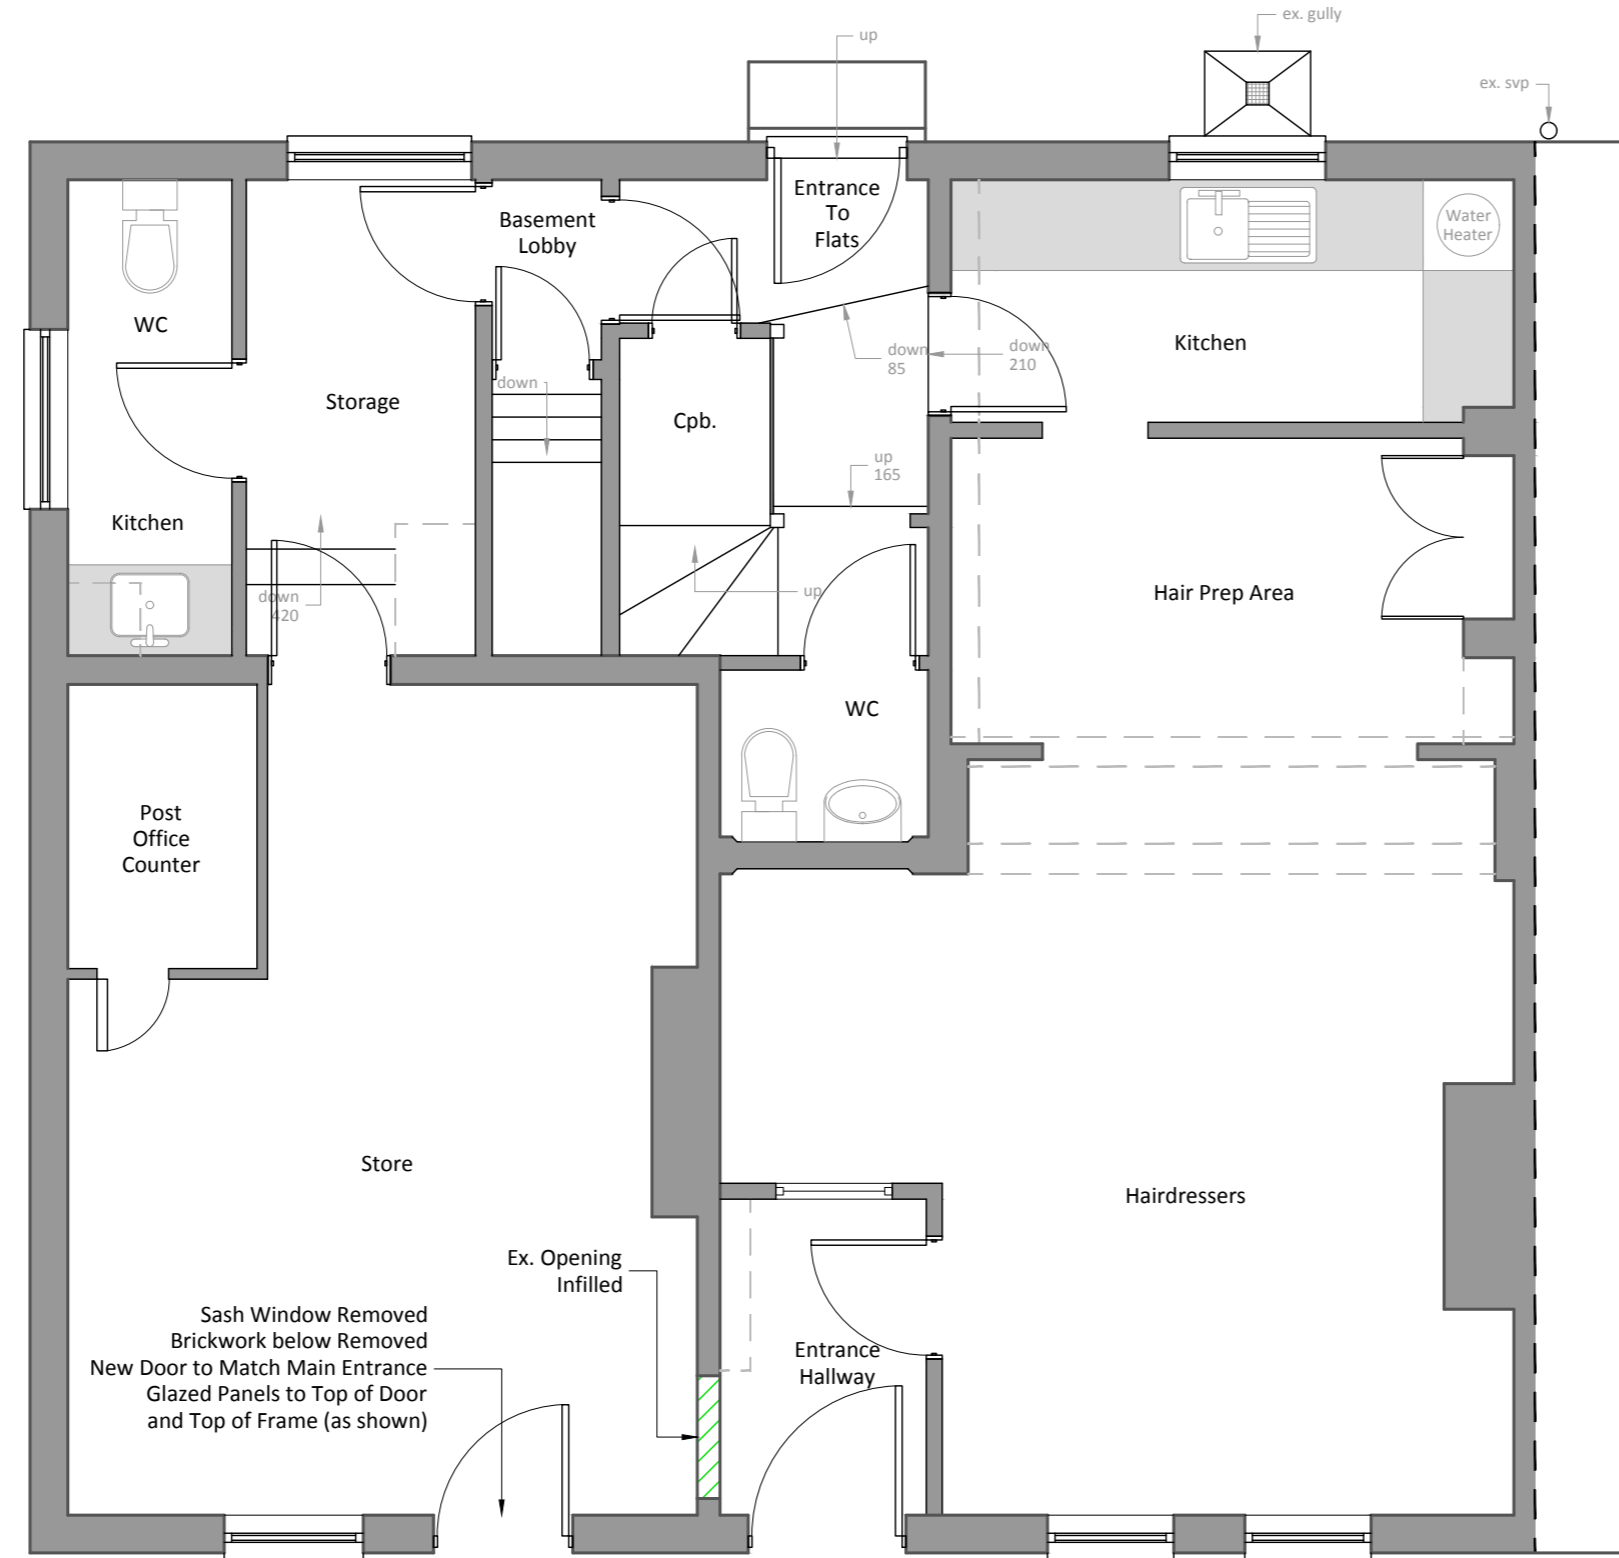 ex. gully
up
ex. svp
Entrance
To
Flats
Basement
Lobby
Water
Heater
WC
Kitchen
down
85
down
210
down
Storage
Cpb.
up
165
Kitchen
Hair Prep Area
down
420
up
WC
Post
Office
Counter
Store
Hairdressers
Ex. Opening
Infilled
Sash Window Removed
Brickwork below Removed
New Door to Match Main Entrance
Glazed Panels to Top of Door
and Top of Frame (as shown)
Entrance
Hallway